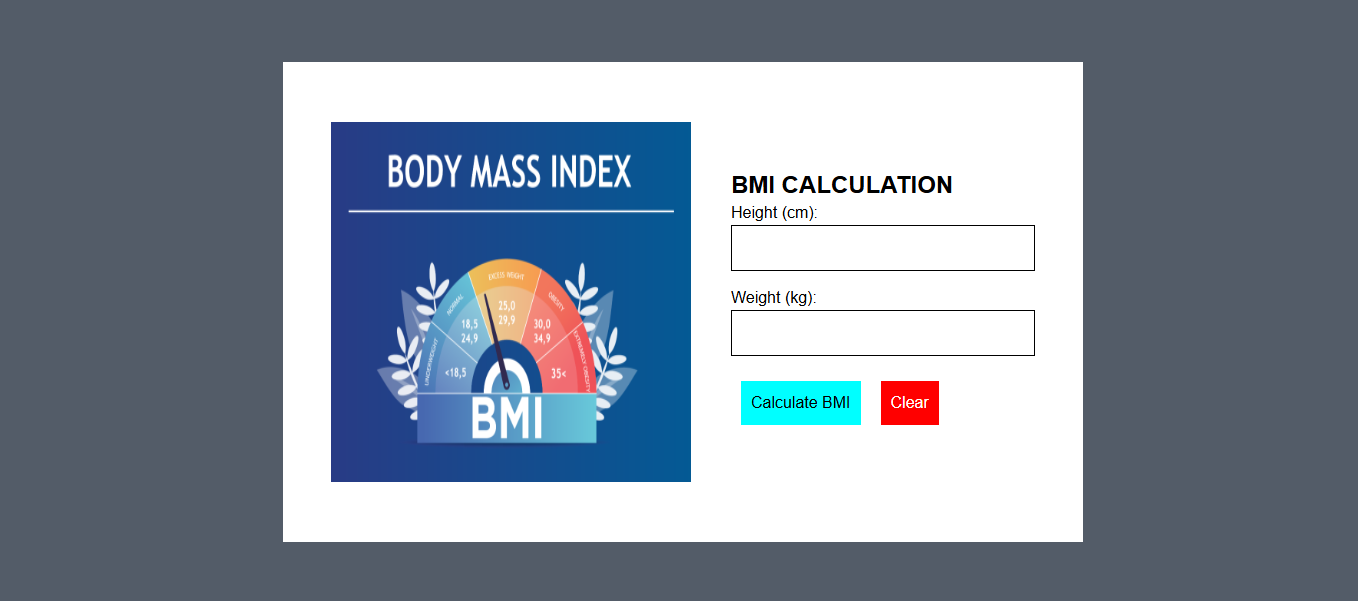 BODY MASS INDEX
EXCESS WEIGHT
NORMAL
OBESITY
25,0
29,9
18,5
24,9
30,0
34,9
UNDERWEIGHT
EXTREMELY OBESITY
<18,5
35<
BMI
BMI CALCULATION
Height (cm):
Weight (kg):
Calculate BMI
Clear